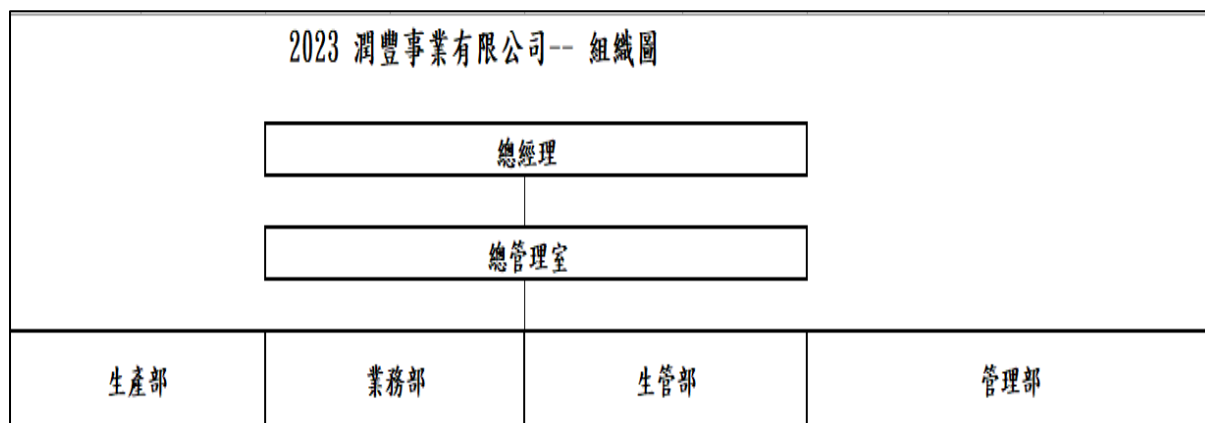 2023 潤豐事業有限公司-- 組織圖
總經理
總管理室
生產部 業務部 生管部 管理部